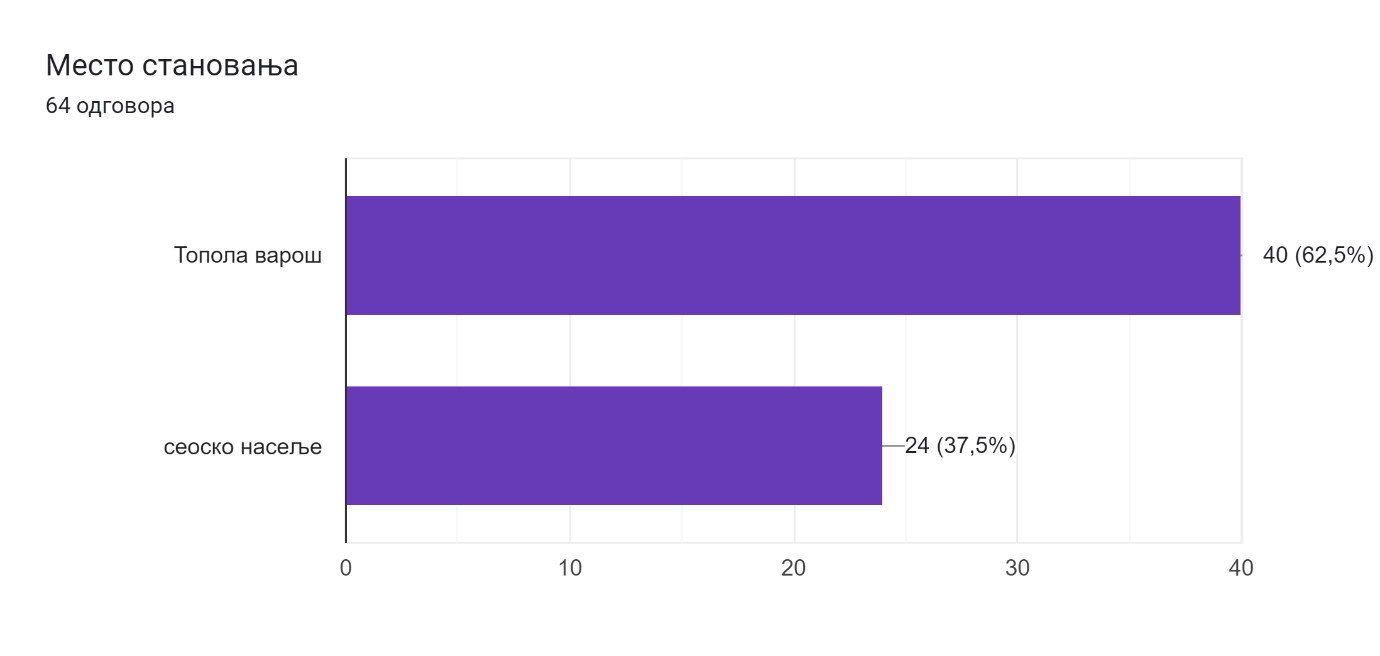 Место становања
64 одговора
Топола варош
40 (62,5%)
сеоско насеље
24 (37,5%)
0
10
20
30
40